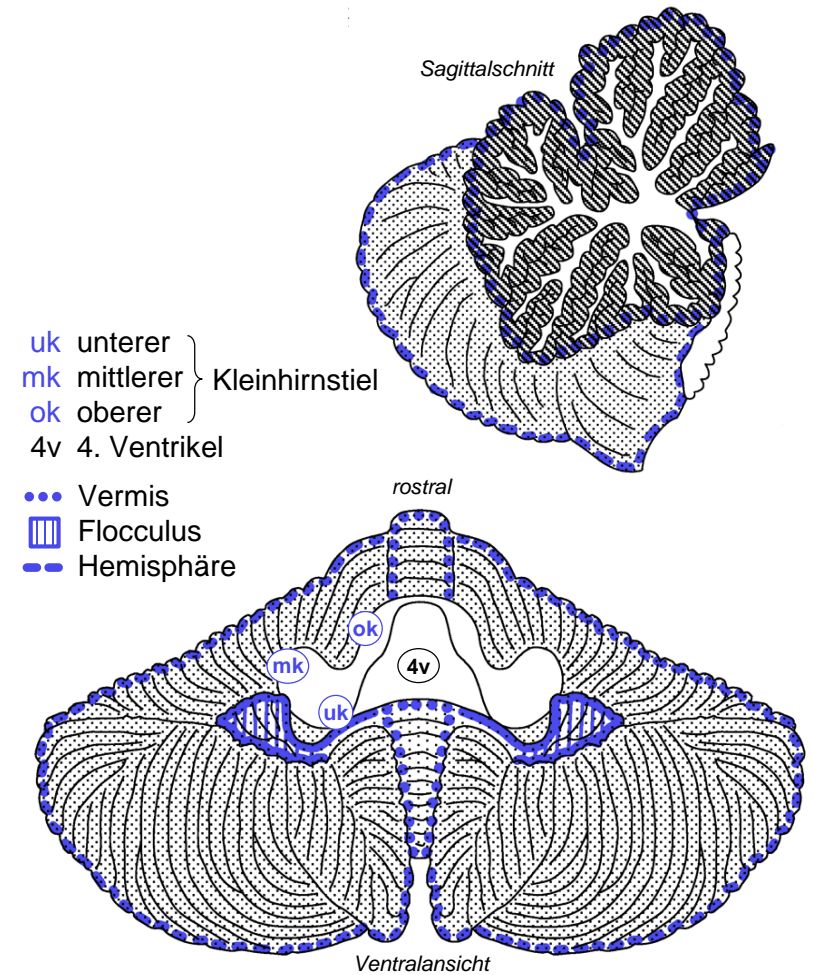 Sagittalschnitt
uk unterer
mk mittlerer
ok oberer
Kleinhirnstiel
4v 4. Ventrikel
Vermis
Flocculus
Hemisphäre
rostral
ok
mk
4v
uk
Ventralansicht